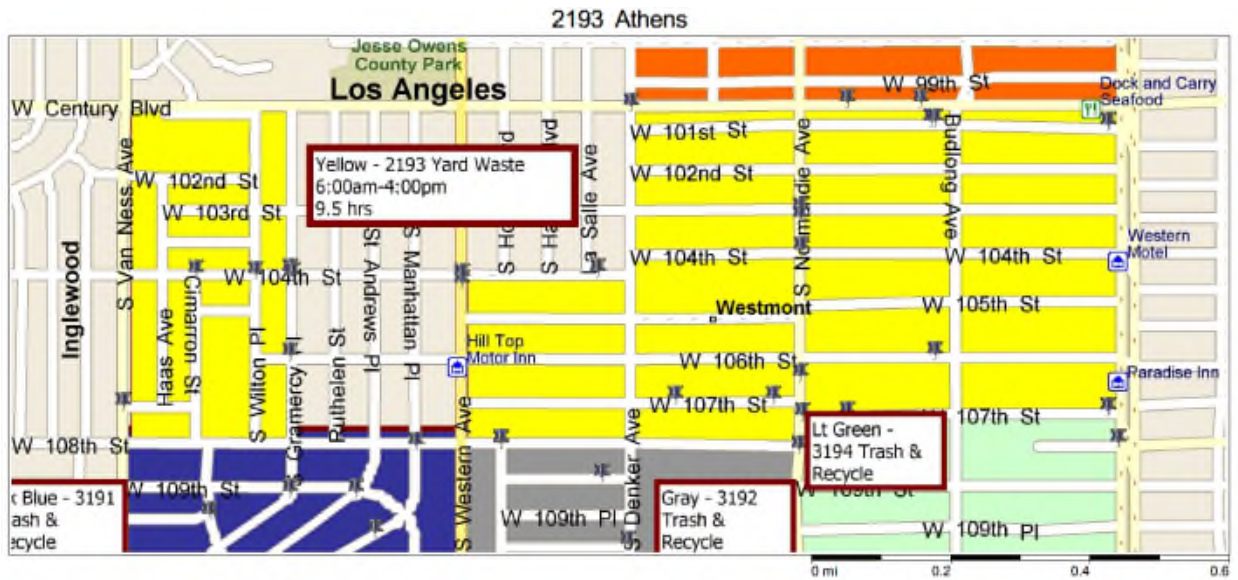 2193 Athens
Jesse Owens
County Park
Los Angeles
W 99th St
Dock and Carry
Seafood
W Century Blvd
W 101st St
S Van Ness Ave
Yellow - 2193 Yard Waste
6:00am-4:00pm
9.5 hrs
La Salle Ave
S Normandie Ave
Budlong Ave
W 102nd St
W 102nd St
W 103rd St
S Ho
rd
S Ha
lvd
Western
Motel
W 104th St
W 104th St
W 104th St
Inglewood
Haas Ave
Cimarron St
S Wilton Pl
S Gramercy Pl
Ruthelen St
St Andrews Pl
S Manhattan Pl
Westmont
W 105th St
Hill Top
Motor Inn
W 106th St
Paradise Inn
W 107th St
W 107th St
S Western Ave
S Denker Ave
Lt Green -
3194 Trash &
Recycle
W 108th St
W 109th St
W 109th St
k Blue - 3191
ash &
ecycle
Gray - 3192
Trash &
Recycle
W 109th Pl
W 109th Pl
0 mi 0.2 0.4 0.6